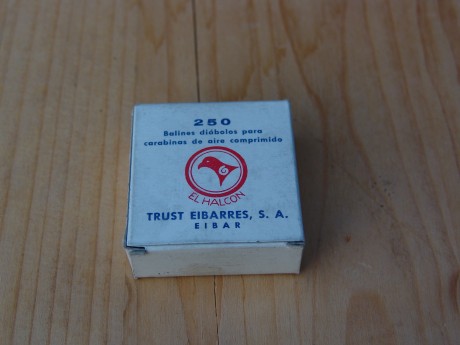 250
Balines diábolos para
carabinas de aire comprimido
EL HALCON
TRUST EIBARRES, S. A.
EIBAR